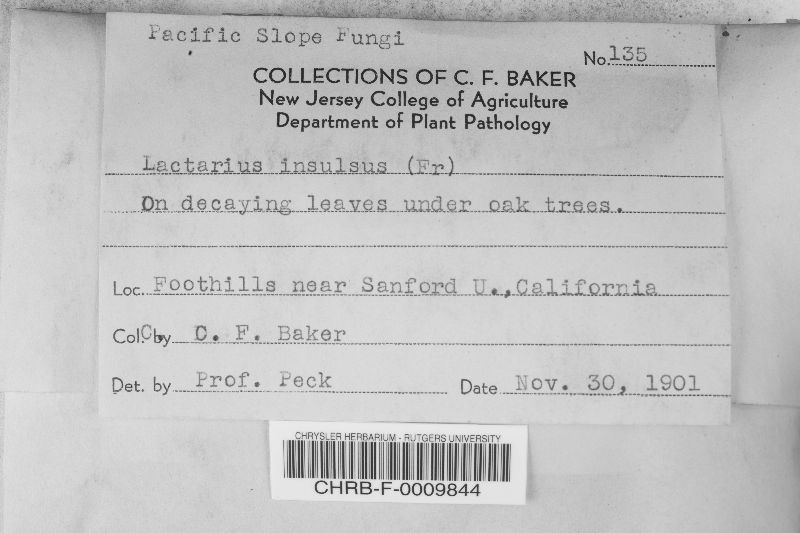 Pacific Slope Fungi
No. 135
COLLECTIONS OF C. F. BAKER
New Jersey College of Agriculture
Department of Plant Pathology
Lactarius insulsus (Fr)
On decaying leaves under oak trees.
Loc. Foothills near Sanford U., California
Col. by C. F. Baker
Det. by Prof. Peck Date Nov. 30, 1901
CHRYSLER HERBARIUM - RUTGERS UNIVERSITY
CHRB-F-0009844